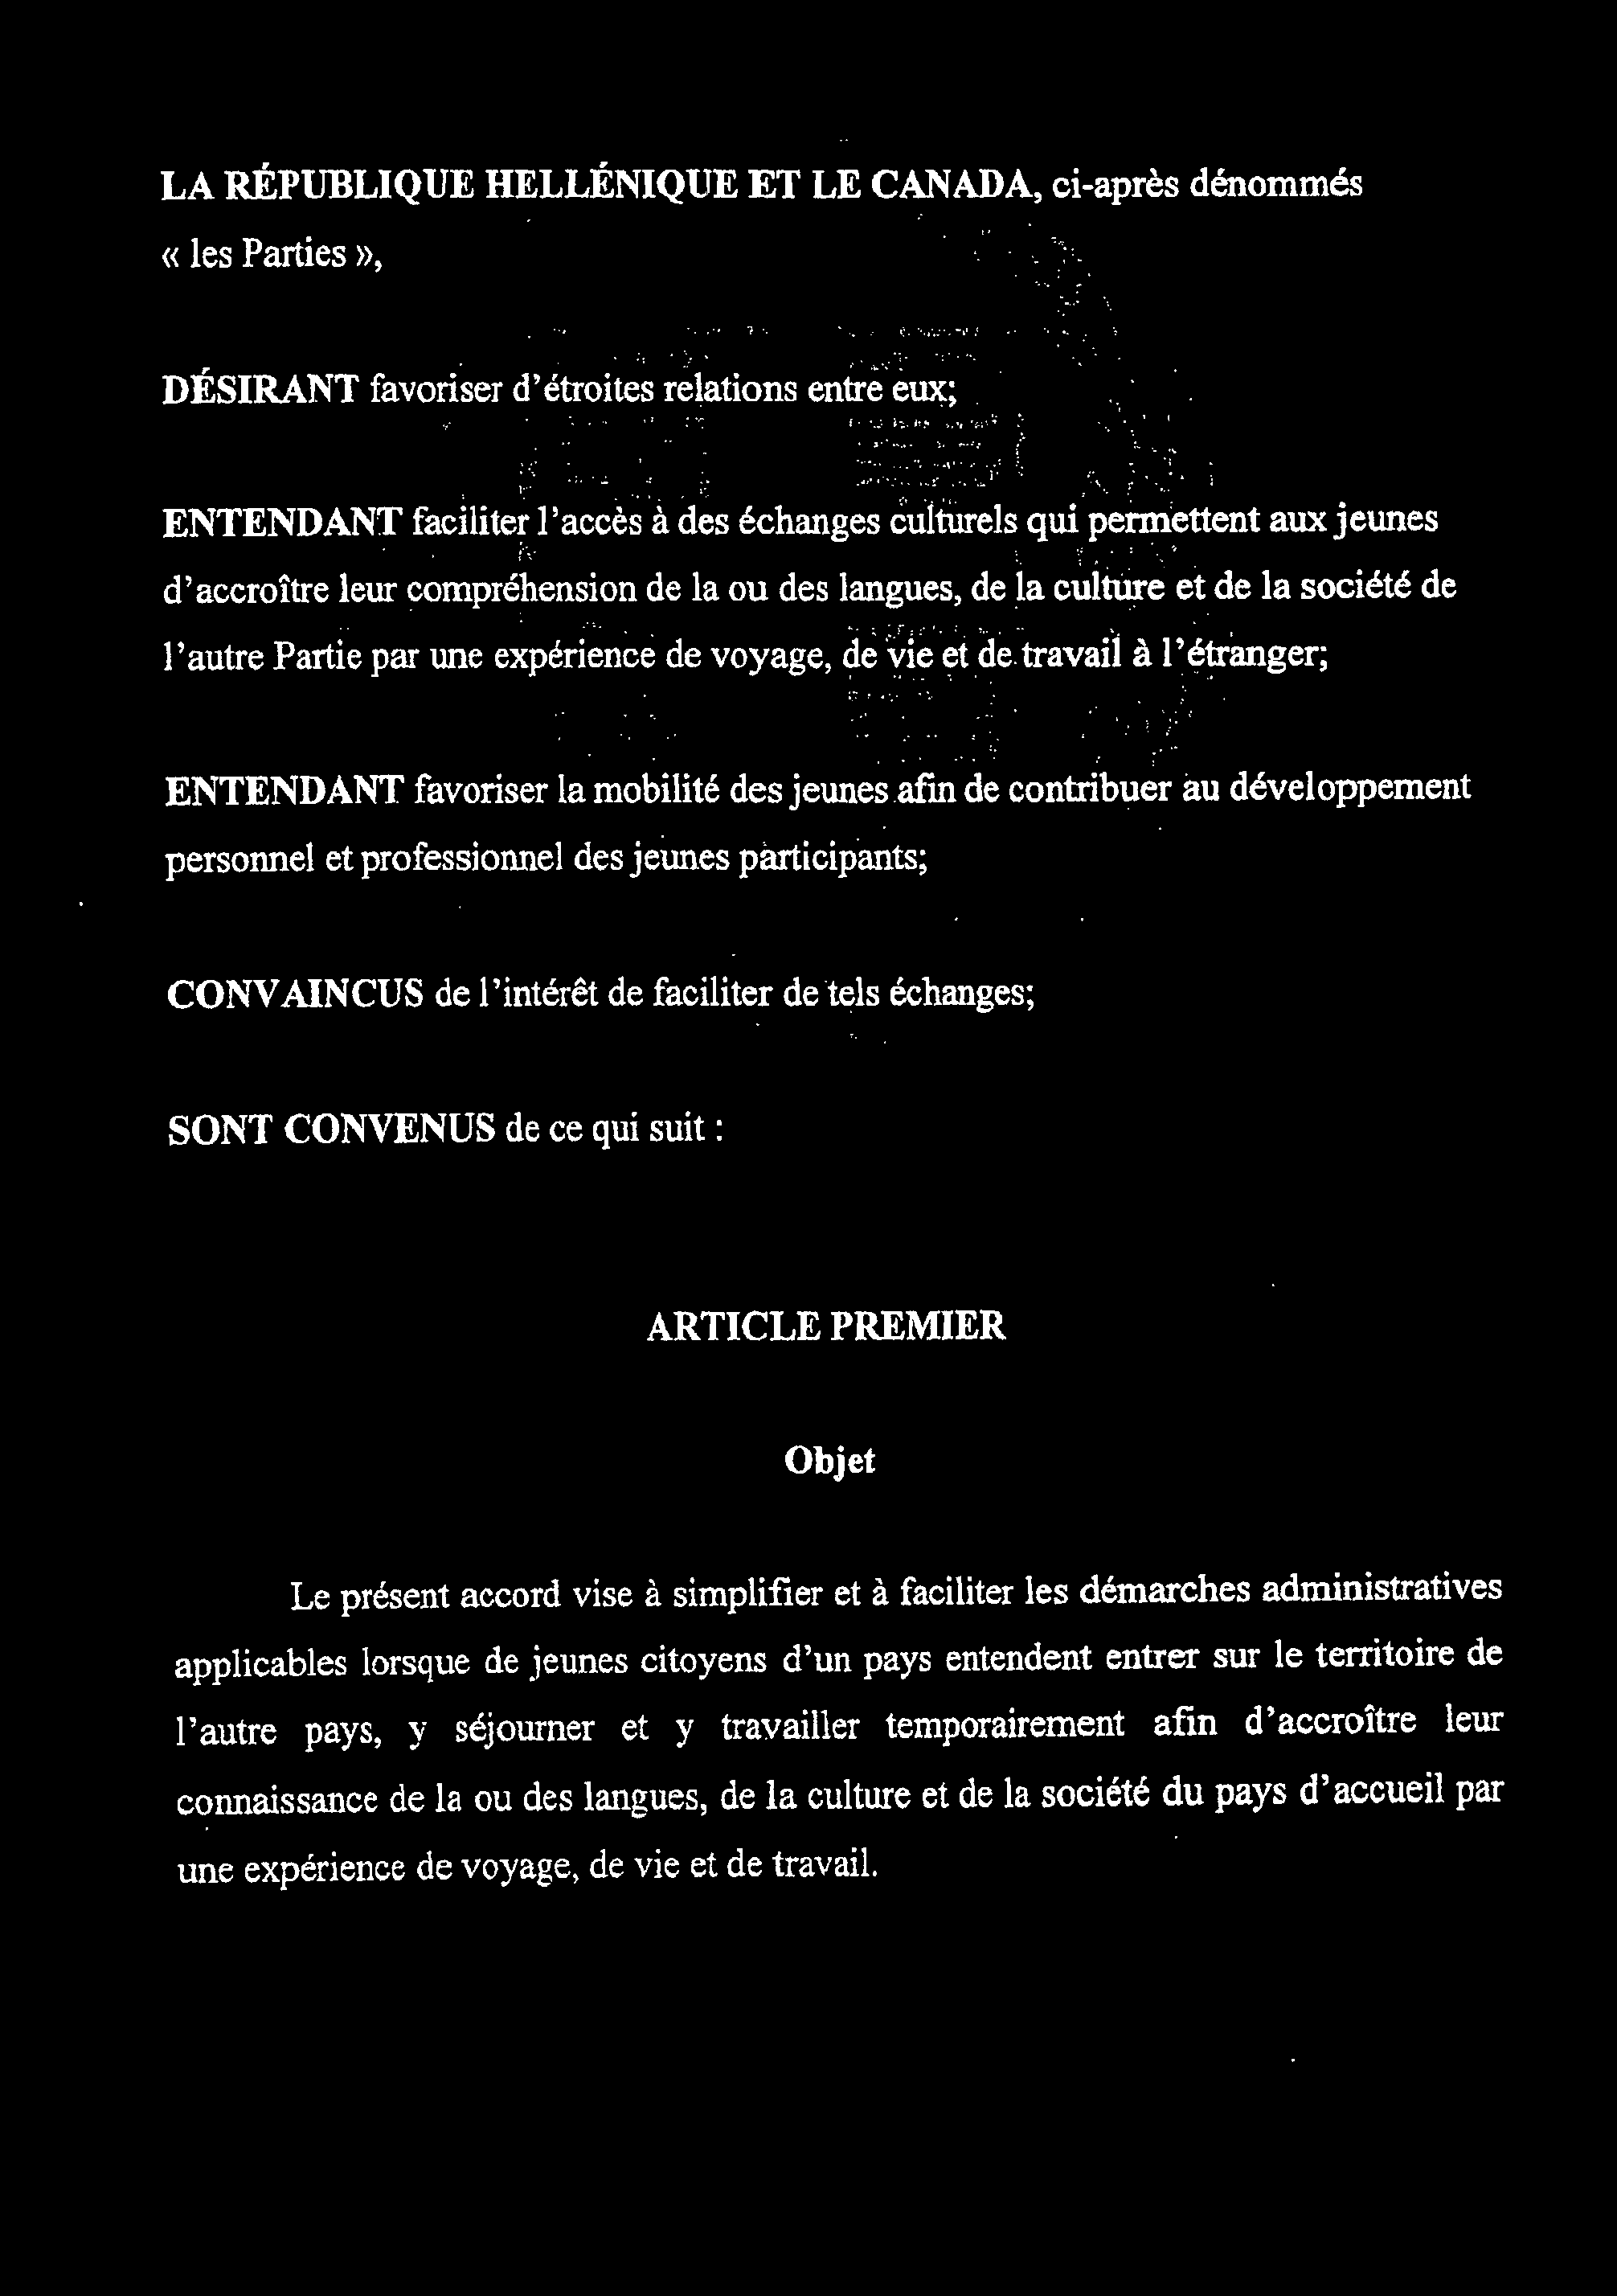 LA RÉPUBLIQUE HELLÉNIQUE ET LE CANADA, ci-après dénommés
« les Parties »,
DÉSIRANT favoriser d'étroites relations entre eux;
ENTENDANT faciliter l'accès à des échanges culturels qui permettent aux jeunes
d'accroître leur compréhension de la ou des langues, de la culture et de la société de
l'autre Partie par une expérience de voyage, de vie et de travail à l'étranger;
ENTENDANT favoriser la mobilité des jeunes afin de contribuer au développement
personnel et professionnel des jeunes participants;
CONVAINCUS de l'intérêt de faciliter de tels échanges;
SONT CONVENUS de ce qui suit :
ARTICLE PREMIER
Objet
Le présent accord vise à simplifier et à faciliter les démarches administratives
applicables lorsque de jeunes citoyens d'un pays entendent entrer sur le territoire de
l'autre pays, y séjourner et y travailler temporairement afin d'accroître leur
connaissance de la ou des langues, de la culture et de la société du pays d'accueil par
une expérience de voyage, de vie et de travail.